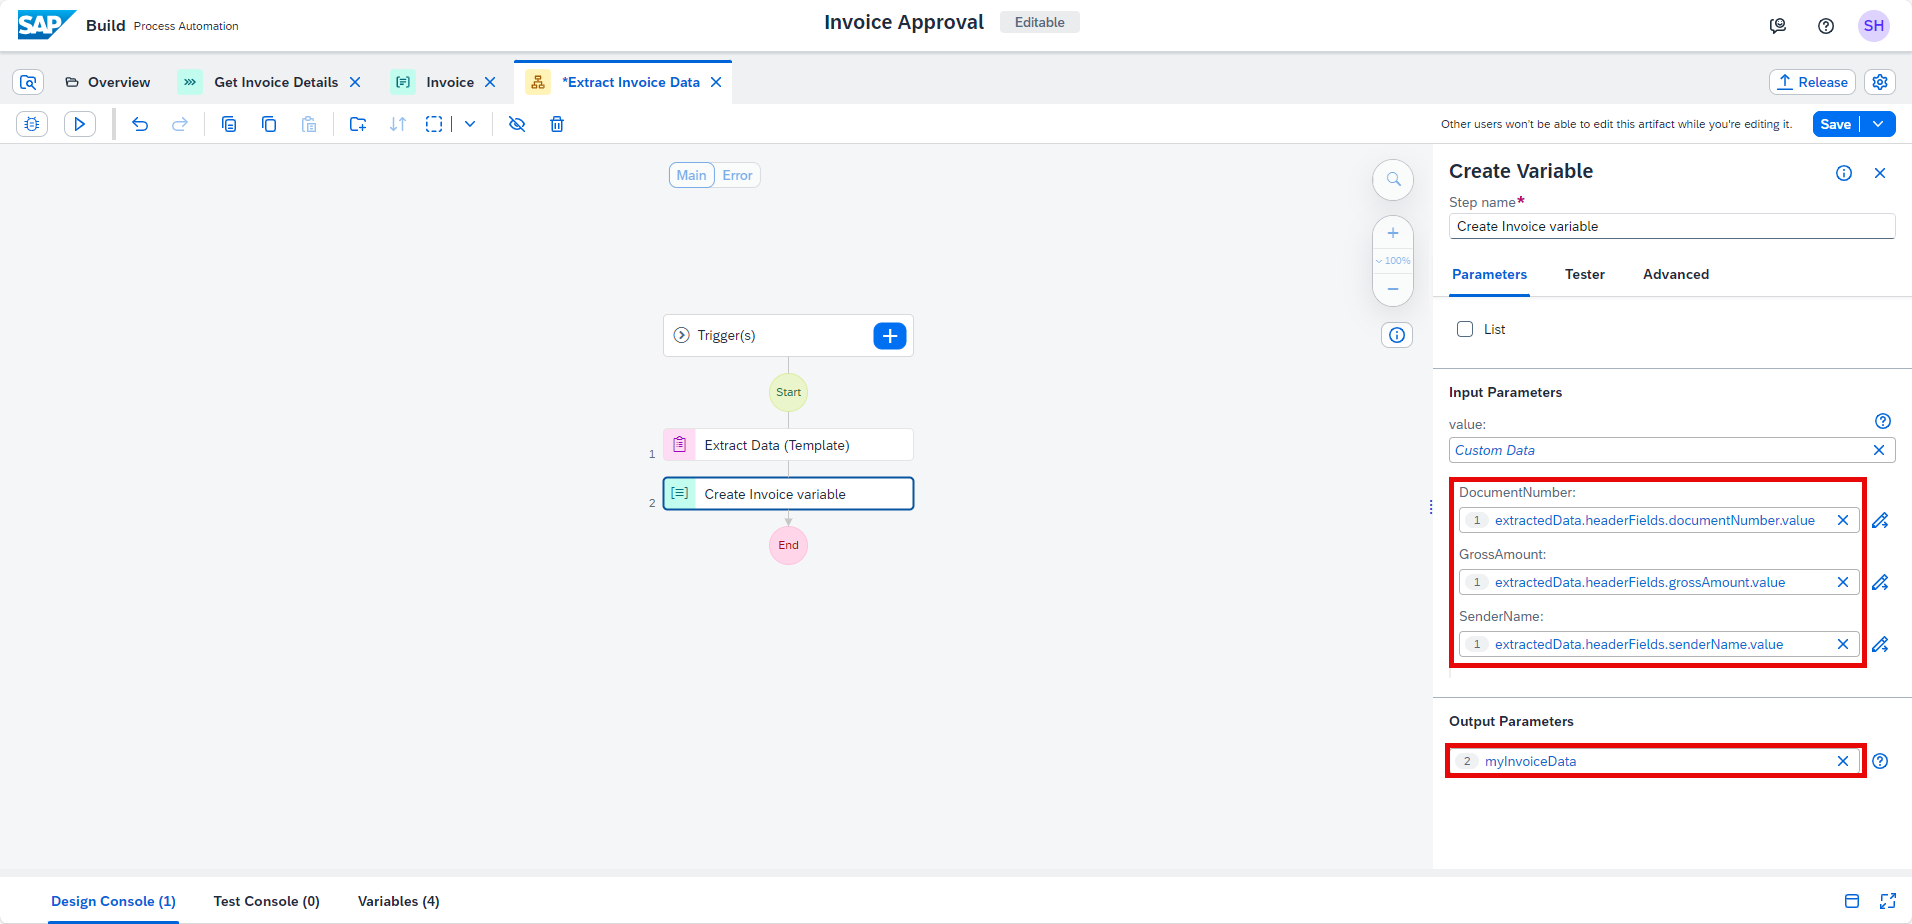 SAP Build Process Automation
Invoice Approval Editable
SH
Overview
Get Invoice Details
Invoice
*Extract Invoice Data
Release
Other users won't be able to edit this artifact while you're editing it.
Save
Main Error
100%
Trigger(s)
Start
1 Extract Data (Template)
2 Create Invoice variable
End
Create Variable
Step name*
Create Invoice variable
Parameters Tester Advanced
List
Input Parameters
value:
Custom Data
DocumentNumber:
1 extractedData.headerFields.documentNumber.value
GrossAmount:
1 extractedData.headerFields.grossAmount.value
SenderName:
1 extractedData.headerFields.senderName.value
Output Parameters
2 myInvoiceData
Design Console (1) Test Console (0) Variables (4)